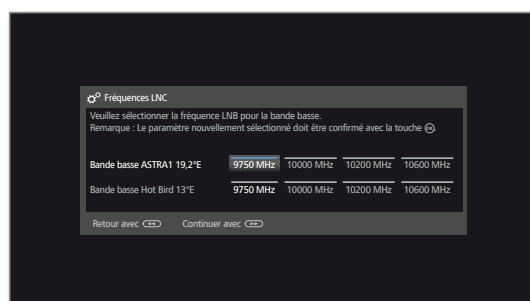 Fréquences LNC
Veuillez sélectionner la fréquence LNB pour la bande basse.
Remarque : Le paramètre nouvellement sélectionné doit être confirmé avec la touche OK.
Bande basse ASTRA1 19,2°E 9750 MHz 10000 MHz 10200 MHz 10600 MHz
Bande basse Hot Bird 13°E 9750 MHz 10000 MHz 10200 MHz 10600 MHz
Retour avec Continuer avec